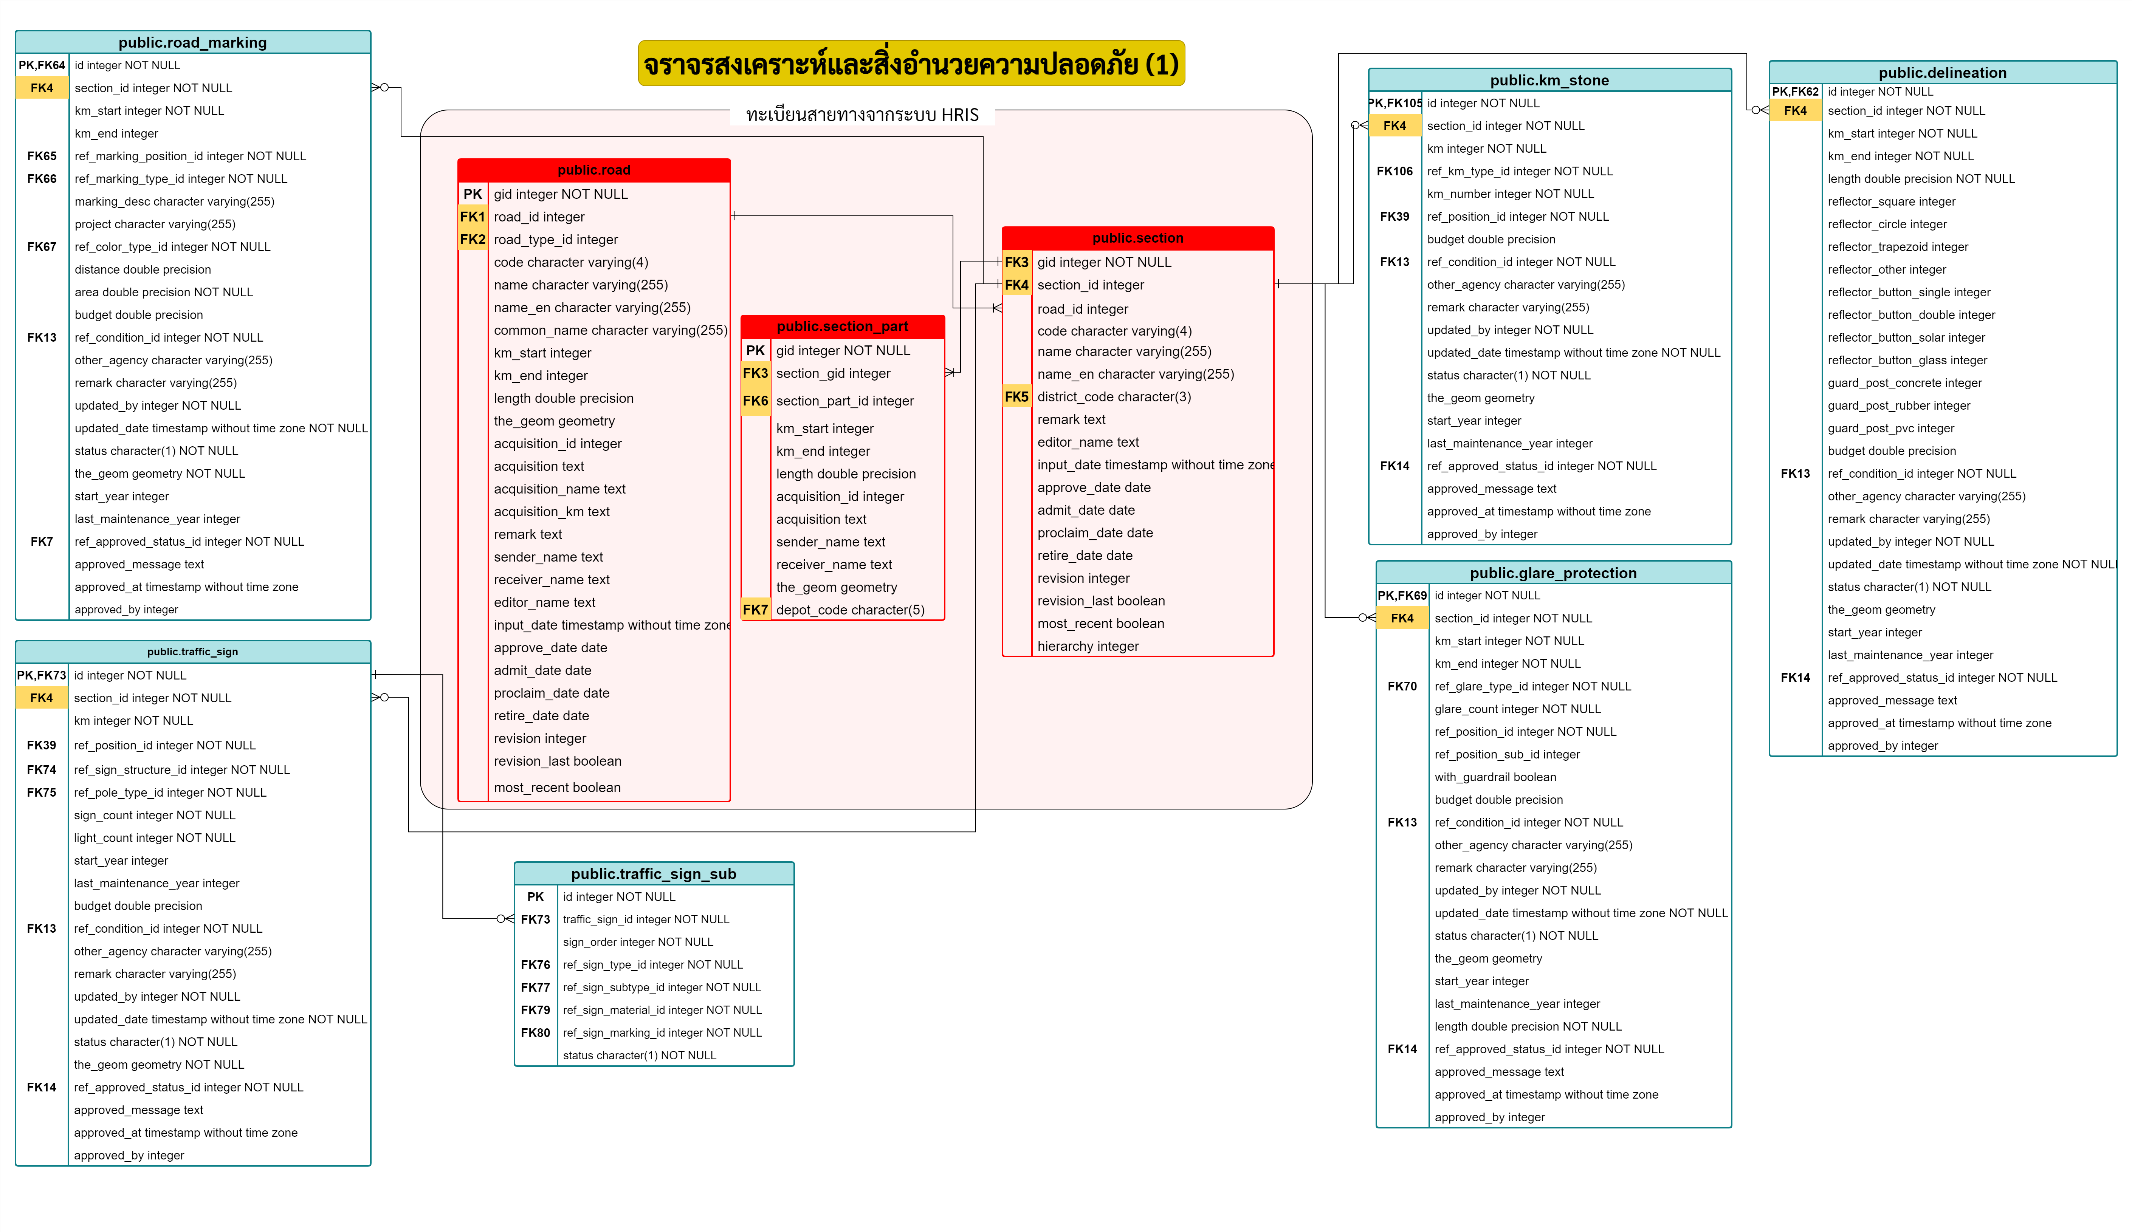 จราจรสงเคราะห์และสิ่งอำนวยความปลอดภัย (1)
ทะเบียนสายทางจากระบบ HRIS
public.road_marking
PK,FK64 id integer NOT NULL
FK4 section_id integer NOT NULL
km_start integer NOT NULL
km_end integer
FK65 ref_marking_position_id integer NOT NULL
FK66 ref_marking_type_id integer NOT NULL
marking_desc character varying(255)
project character varying(255)
FK67 ref_color_type_id integer NOT NULL
distance double precision
area double precision NOT NULL
budget double precision
FK13 ref_condition_id integer NOT NULL
other_agency character varying(255)
remark character varying(255)
updated_by integer NOT NULL
updated_date timestamp without time zone NOT NULL
status character(1) NOT NULL
the_geom geometry NOT NULL
start_year integer
last_maintenance_year integer
FK7 ref_approved_status_id integer NOT NULL
approved_message text
approved_at timestamp without time zone
approved_by integer
public.traffic_sign
PK,FK73 id integer NOT NULL
FK4 section_id integer NOT NULL
km integer NOT NULL
FK39 ref_position_id integer NOT NULL
FK74 ref_sign_structure_id integer NOT NULL
FK75 ref_pole_type_id integer NOT NULL
sign_count integer NOT NULL
light_count integer NOT NULL
start_year integer
last_maintenance_year integer
budget double precision
FK13 ref_condition_id integer NOT NULL
other_agency character varying(255)
remark character varying(255)
updated_by integer NOT NULL
updated_date timestamp without time zone NOT NULL
status character(1) NOT NULL
the_geom geometry NOT NULL
FK14 ref_approved_status_id integer NOT NULL
approved_message text
approved_at timestamp without time zone
approved_by integer
public.road
PK gid integer NOT NULL
FK1 road_id integer
FK2 road_type_id integer
code character varying(4)
name character varying(255)
name_en character varying(255)
common_name character varying(255)
km_start integer
km_end integer
length double precision
the_geom geometry
acquisition_id integer
acquisition text
acquisition_name text
acquisition_km text
remark text
sender_name text
receiver_name text
editor_name text
input_date timestamp without time zone
approve_date date
admit_date date
proclaim_date date
retire_date date
revision integer
revision_last boolean
most_recent boolean
public.section_part
PK gid integer NOT NULL
FK3 section_gid integer
FK6 section_part_id integer
km_start integer
km_end integer
length double precision
acquisition_id integer
acquisition text
sender_name text
receiver_name text
the_geom geometry
FK7 depot_code character(5)
public.section
FK3 gid integer NOT NULL
FK4 section_id integer
road_id integer
code character varying(4)
name character varying(255)
name_en character varying(255)
FK5 district_code character(3)
remark text
editor_name text
input_date timestamp without time zone
approve_date date
admit_date date
proclaim_date date
retire_date date
revision integer
revision_last boolean
most_recent boolean
hierarchy integer
public.traffic_sign_sub
PK id integer NOT NULL
FK73 traffic_sign_id integer NOT NULL
sign_order integer NOT NULL
FK76 ref_sign_type_id integer NOT NULL
FK77 ref_sign_subtype_id integer NOT NULL
FK79 ref_sign_material_id integer NOT NULL
FK80 ref_sign_marking_id integer NOT NULL
status character(1) NOT NULL
public.km_stone
PK,FK105 id integer NOT NULL
FK4 section_id integer NOT NULL
km integer NOT NULL
FK106 ref_km_type_id integer NOT NULL
km_number integer NOT NULL
FK39 ref_position_id integer NOT NULL
budget double precision
FK13 ref_condition_id integer NOT NULL
other_agency character varying(255)
remark character varying(255)
updated_by integer NOT NULL
updated_date timestamp without time zone NOT NULL
status character(1) NOT NULL
the_geom geometry
start_year integer
last_maintenance_year integer
FK14 ref_approved_status_id integer NOT NULL
approved_message text
approved_at timestamp without time zone
approved_by integer
public.glare_protection
PK,FK69 id integer NOT NULL
FK4 section_id integer NOT NULL
km_start integer NOT NULL
km_end integer NOT NULL
FK70 ref_glare_type_id integer NOT NULL
glare_count integer NOT NULL
ref_position_id integer NOT NULL
ref_position_sub_id integer
with_guardrail boolean
budget double precision
FK13 ref_condition_id integer NOT NULL
other_agency character varying(255)
remark character varying(255)
updated_by integer NOT NULL
updated_date timestamp without time zone NOT NULL
status character(1) NOT NULL
the_geom geometry
start_year integer
last_maintenance_year integer
length double precision NOT NULL
FK14 ref_approved_status_id integer NOT NULL
approved_message text
approved_at timestamp without time zone
approved_by integer
public.delineation
PK,FK62 id integer NOT NULL
FK4 section_id integer NOT NULL
km_start integer NOT NULL
km_end integer NOT NULL
length double precision NOT NULL
reflector_square integer
reflector_circle integer
reflector_trapezoid integer
reflector_other integer
reflector_button_single integer
reflector_button_double integer
reflector_button_solar integer
reflector_button_glass integer
guard_post_concrete integer
guard_post_rubber integer
guard_post_pvc integer
budget double precision
FK13 ref_condition_id integer NOT NULL
other_agency character varying(255)
remark character varying(255)
updated_by integer NOT NULL
updated_date timestamp without time zone NOT NULL
status character(1) NOT NULL
the_geom geometry
start_year integer
last_maintenance_year integer
FK14 ref_approved_status_id integer NOT NULL
approved_message text
approved_at timestamp without time zone
approved_by integer